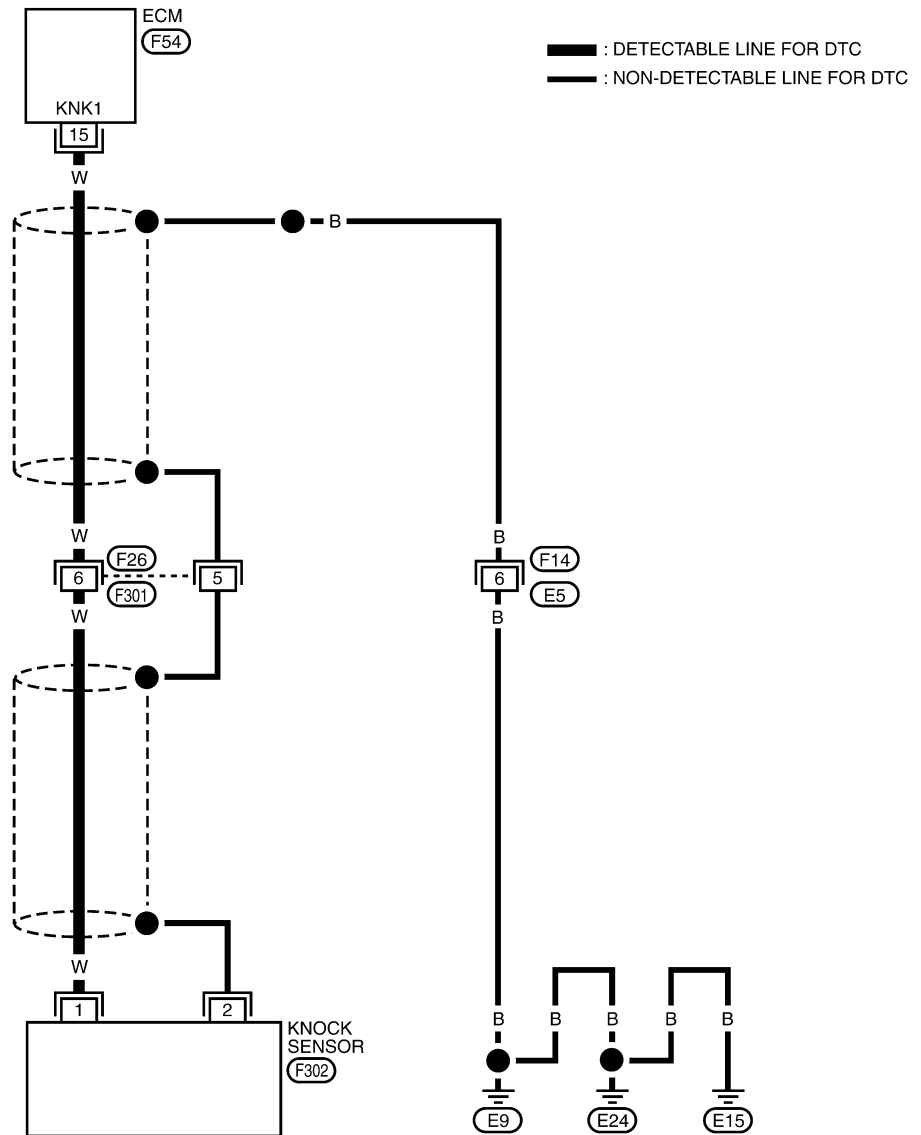 ECM
F54
: DETECTABLE LINE FOR DTC
: NON-DETECTABLE LINE FOR DTC
KNK1
15
W
B
W
B
F26
F14
6
5
6
F301
E5
W
B
W
1
2
B
B
B
B
B
KNOCK
SENSOR
F302
E9
E24
E15